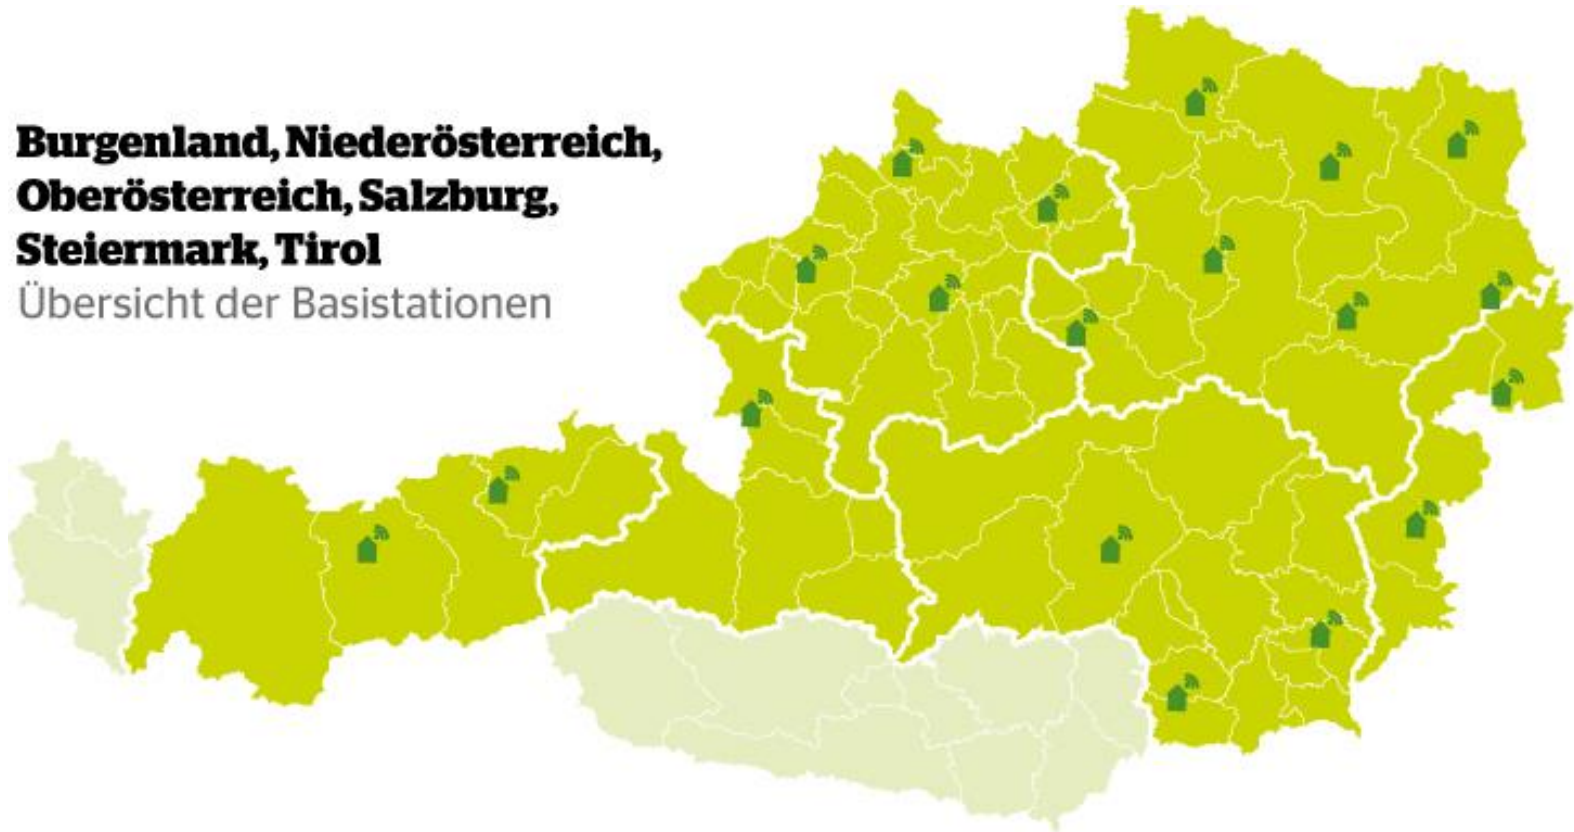 Burgenland, Niederösterreich,
Oberösterreich, Salzburg,
Steiermark, Tirol
Übersicht der Basistationen